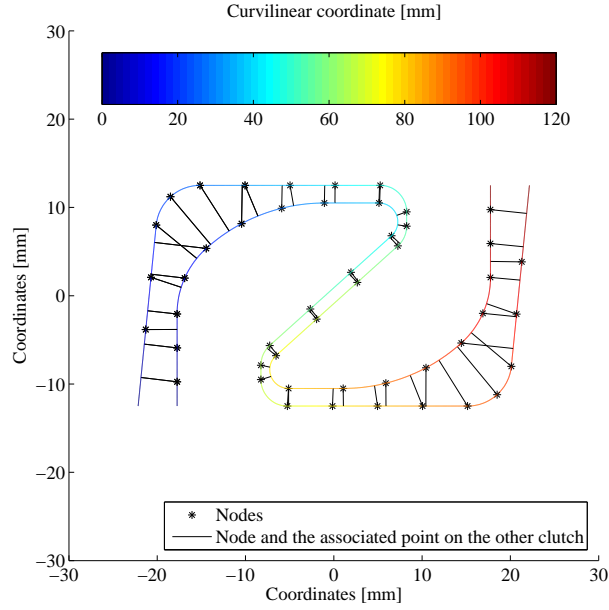 Curvilinear coordinate [mm]
30
20
10
0
−10
−20
−30
Coordinates [mm]
0 20 40 60 80 100 120
Nodes
Node and the associated point on the other clutch
−30 −20 −10 0 10 20 30
Coordinates [mm]